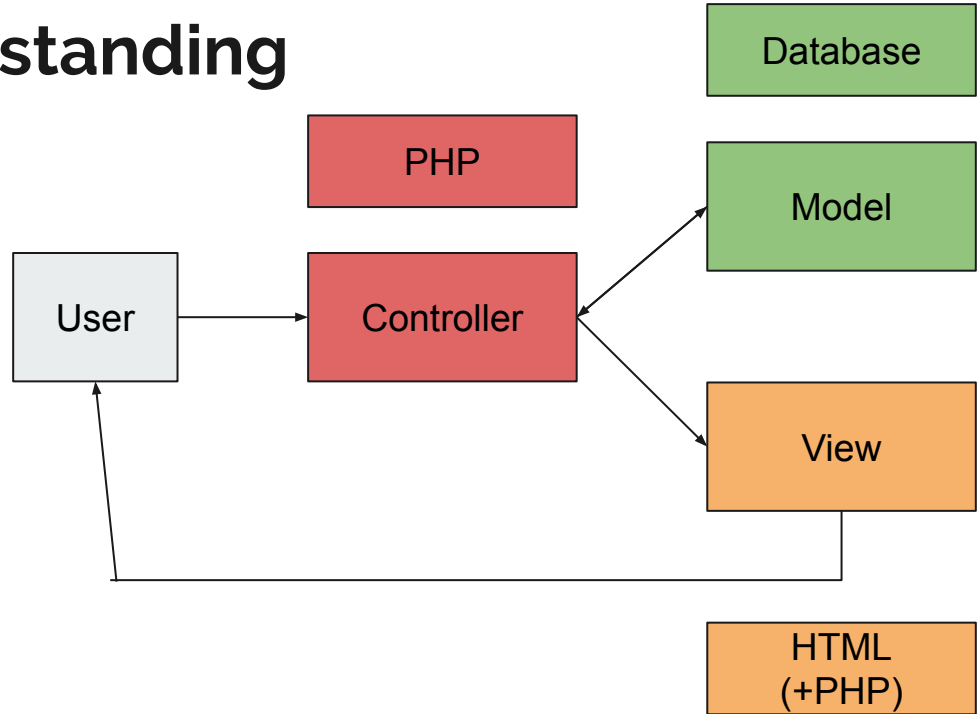 standing
Database
PHP
Model
User
Controller
View
HTML
(+PHP)